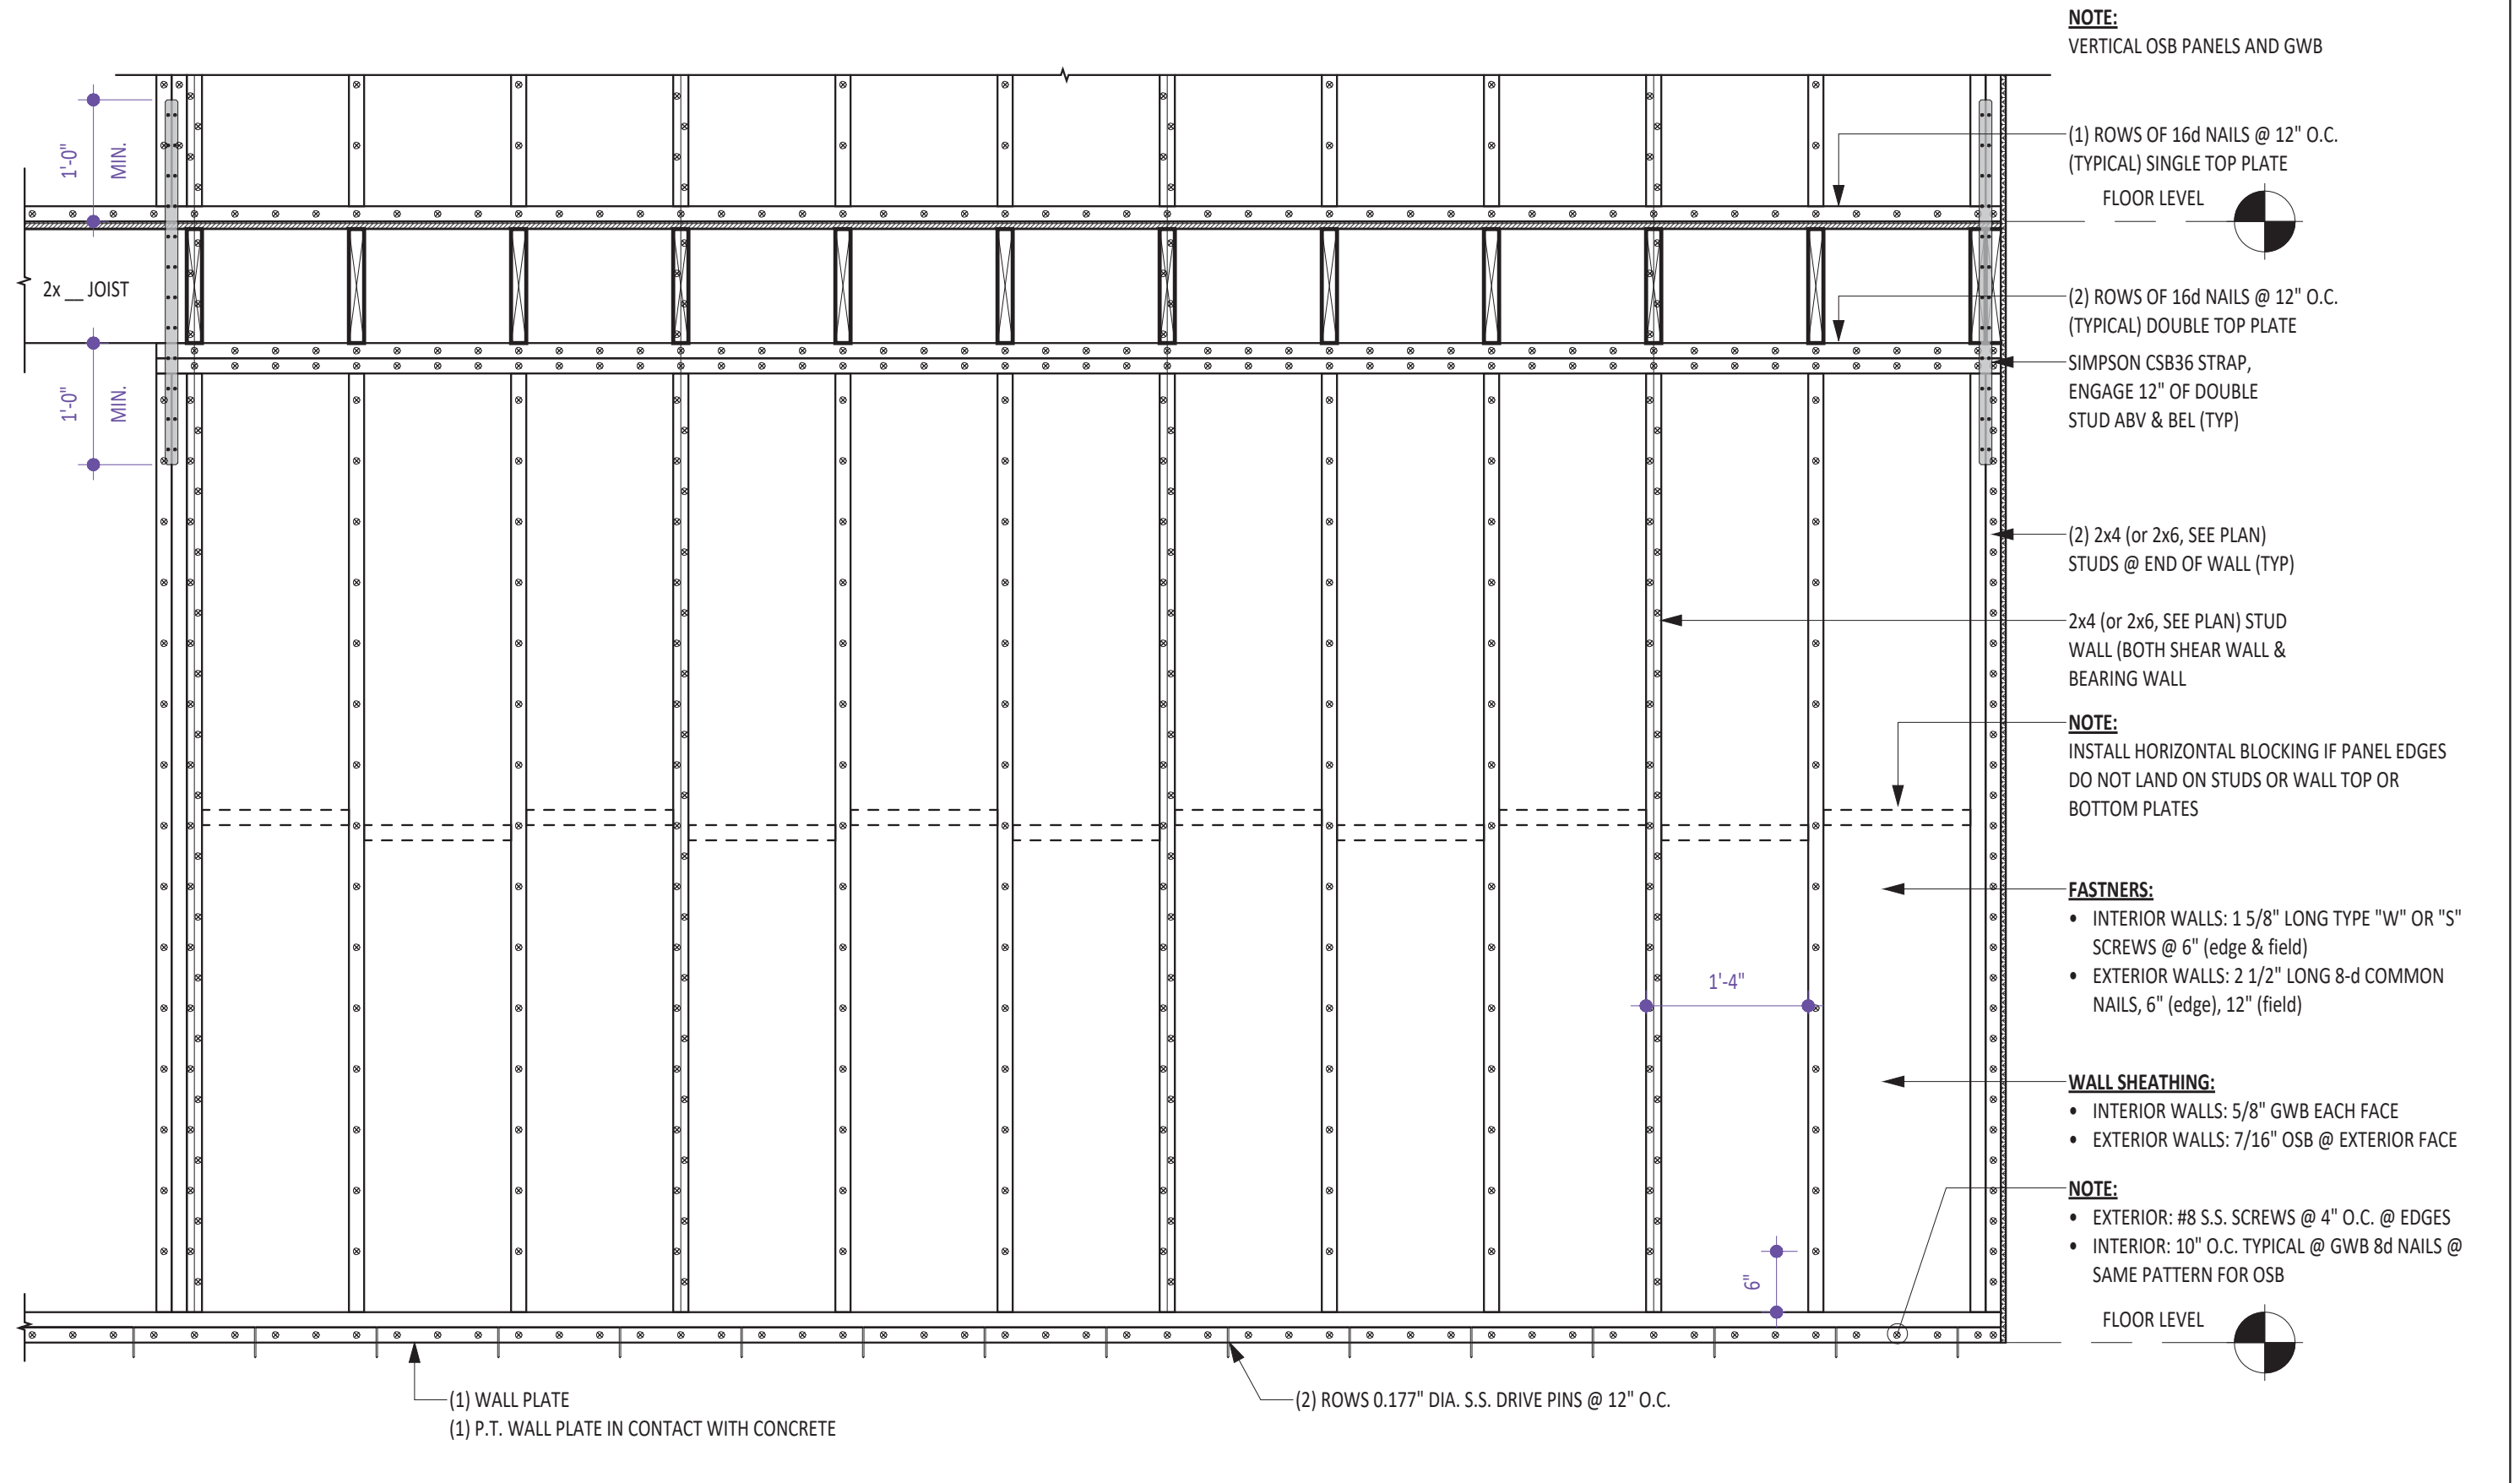 NOTE:
VERTICAL OSB PANELS AND GWB
(1) ROWS OF 16d NAILS @ 12" O.C.
(TYPICAL) SINGLE TOP PLATE
FLOOR LEVEL
1'-0"
MIN.
2x __ JOIST
(2) ROWS OF 16d NAILS @ 12" O.C.
(TYPICAL) DOUBLE TOP PLATE
SIMPSON CSB36 STRAP,
ENGAGE 12" OF DOUBLE
STUD ABV & BEL (TYP)
1'-0"
MIN.
(2) 2x4 (or 2x6, SEE PLAN)
STUDS @ END OF WALL (TYP)
2x4 (or 2x6, SEE PLAN) STUD
WALL (BOTH SHEAR WALL &
BEARING WALL
NOTE:
INSTALL HORIZONTAL BLOCKING IF PANEL EDGES
DO NOT LAND ON STUDS OR WALL TOP OR
BOTTOM PLATES
FASTNERS:
• INTERIOR WALLS: 1 5/8" LONG TYPE "W" OR "S"
SCREWS @ 6" (edge & field)
• EXTERIOR WALLS: 2 1/2" LONG 8-d COMMON
NAILS, 6" (edge), 12" (field)
1'-4"
WALL SHEATHING:
• INTERIOR WALLS: 5/8" GWB EACH FACE
• EXTERIOR WALLS: 7/16" OSB @ EXTERIOR FACE
NOTE:
• EXTERIOR: #8 S.S. SCREWS @ 4" O.C. @ EDGES
• INTERIOR: 10" O.C. TYPICAL @ GWB 8d NAILS @
SAME PATTERN FOR OSB
6"
FLOOR LEVEL
(1) WALL PLATE
(1) P.T. WALL PLATE IN CONTACT WITH CONCRETE
(2) ROWS 0.177" DIA. S.S. DRIVE PINS @ 12" O.C.